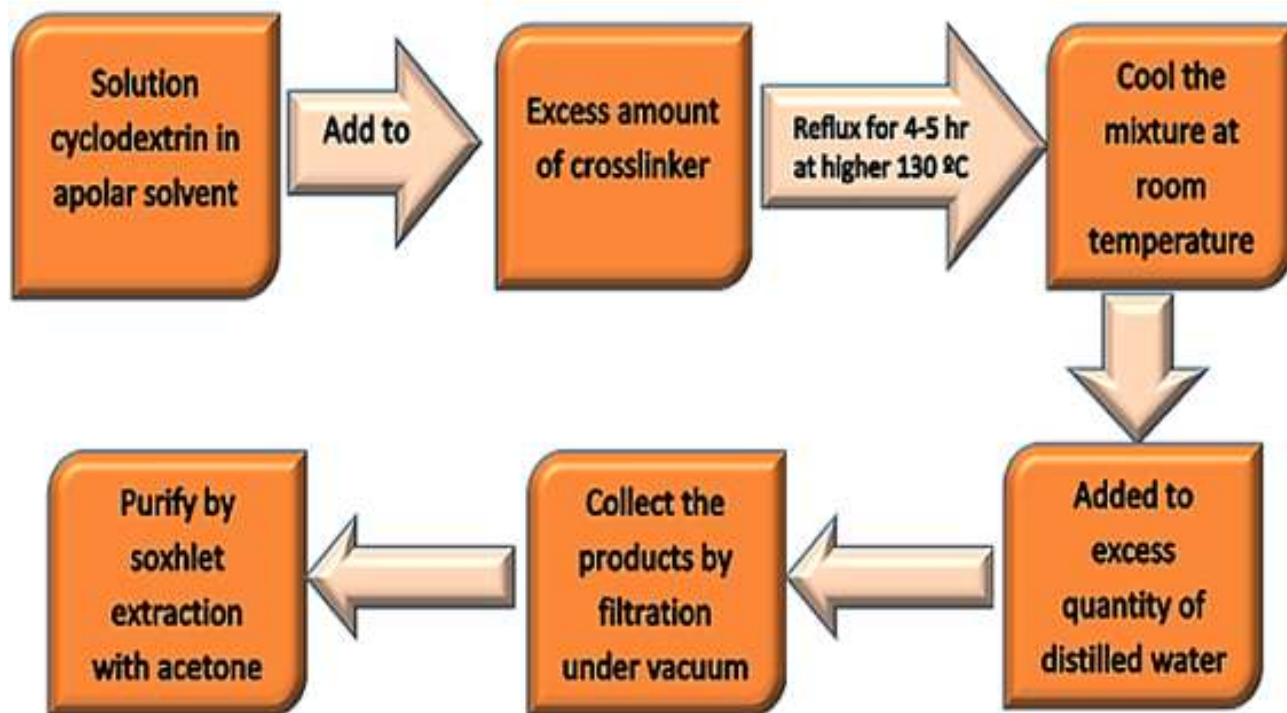 Solution
cyclodextrin in
apolar solvent
Add to
Excess amount
of crosslinker
Reflux for 4-5 hr
at higher 130 ºC
Cool the
mixture at
room
temperature
Added to
excess
quantity of
distilled water
Collect the
products by
filtration
under vacuum
Purify by
soxhlet
extraction
with acetone